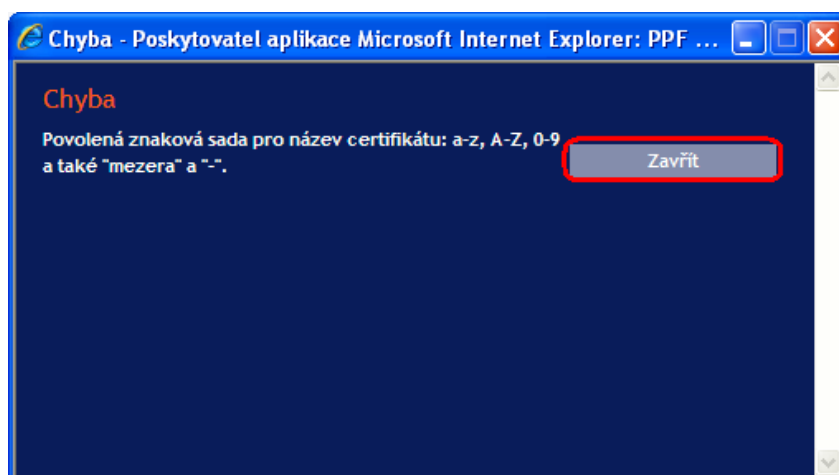 Chyba - Poskytovatel aplikace Microsoft Internet Explorer: PPF ...
Chyba
Povolená znaková sada pro název certifikátu: a-z, A-Z, 0-9
a také "mezera" a "-".
Zavřít